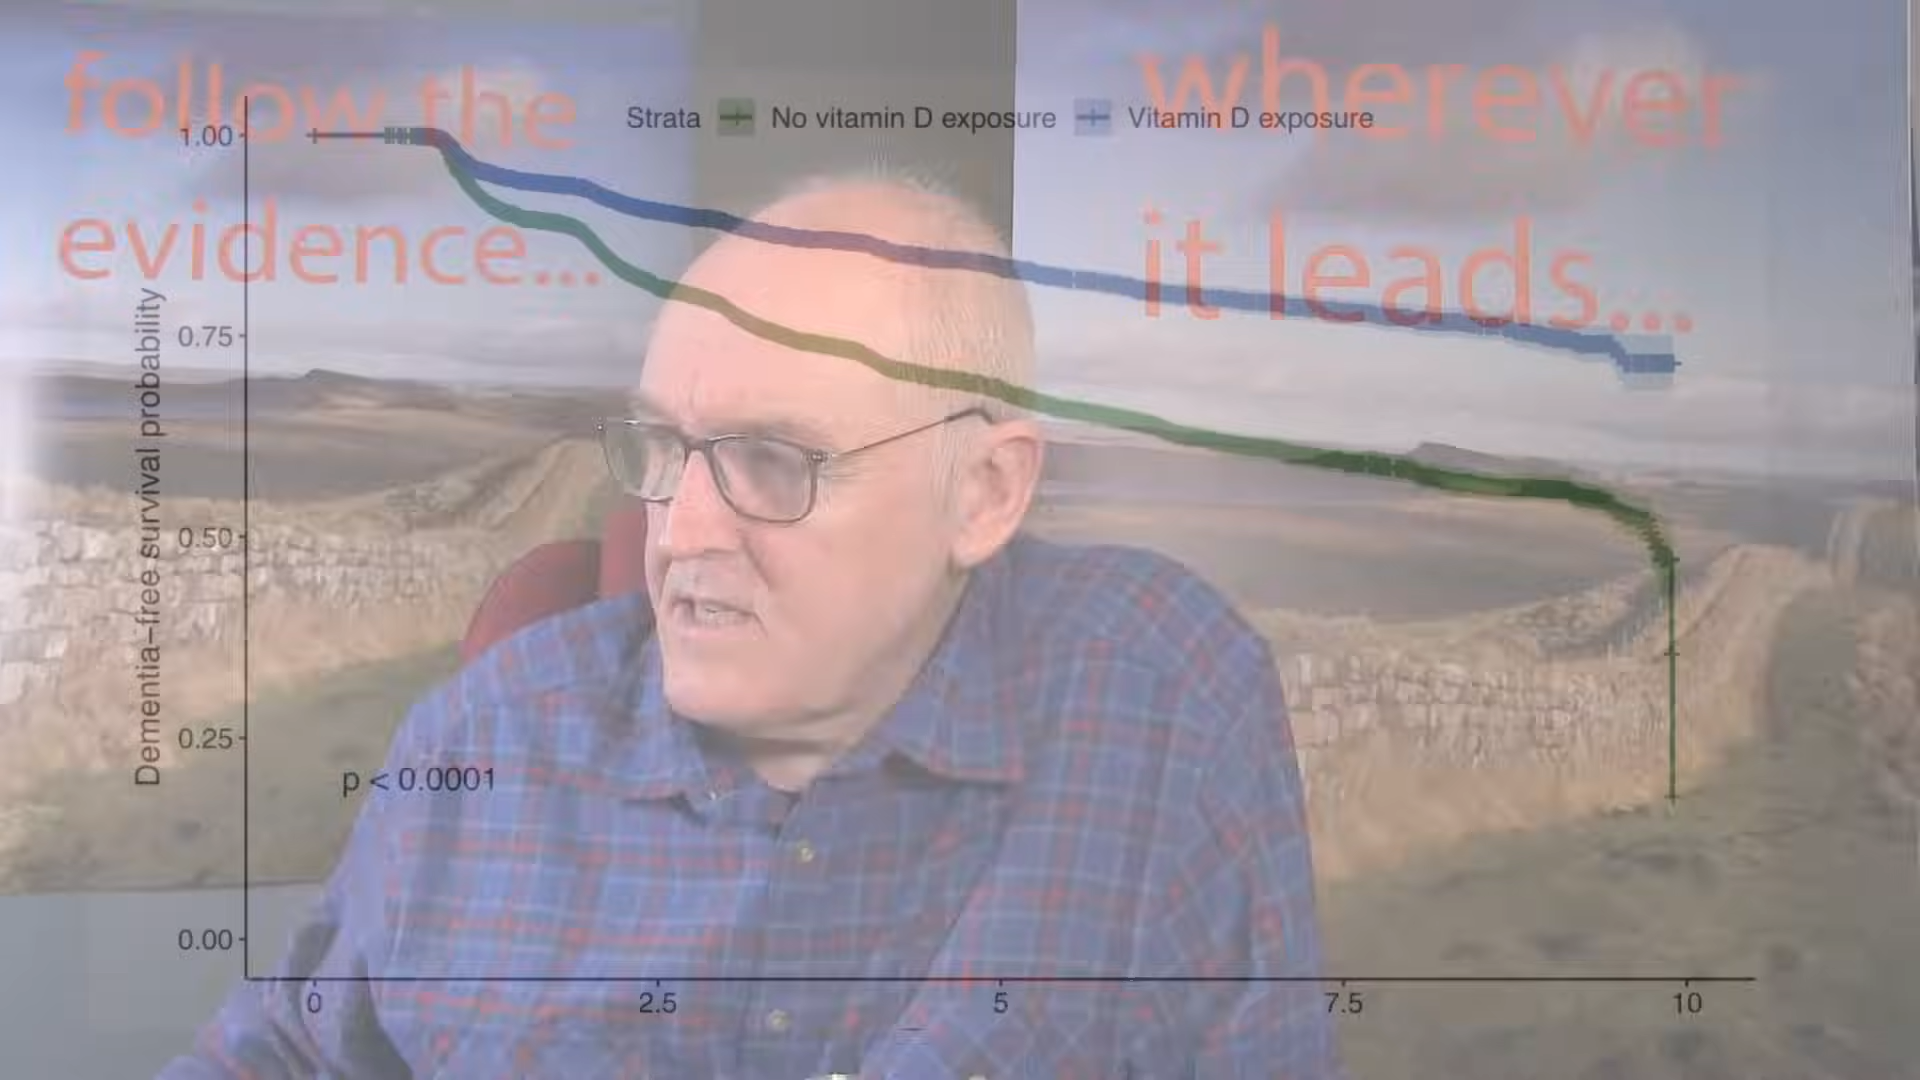 follow the
evidence...
wherever
it leads...
Strata No vitamin D exposure Vitamin D exposure
Dementia–free survival probability
1.00
0.75
0.50
0.25
0.00
p < 0.0001
0 2.5 5 7.5 10